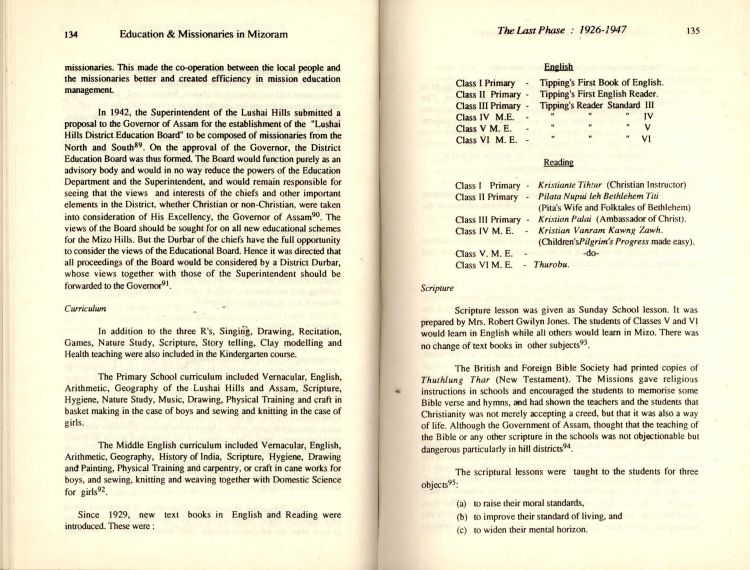 134 Education & Missionaries in Mizoram
missionaries. This made the co-operation between the local people and
the missionaries better and created efficiency in mission education
management.
In 1942, the Superintendent of the Lushai Hills submitted a
proposal to the Governor of Assam for the establishment of the "Lushai
Hills District Education Board" to be composed of missionaries from the
North and South89. On the approval of the Governor, the District
Education Board was thus formed. The Board would function purely as an
advisory body and would in no way reduce the powers of the Education
Department and the Superintendent, and would remain responsible for
seeing that the views and interests of the chiefs and other important
elements in the District, whether Christian or non-Christian, were taken
into consideration of His Excellency, the Governor of Assam90. The
views of the Board should be sought for on all new educational schemes
for the Mizo Hills. But the Durbar of the chiefs have the full opportunity
to consider the views of the Educational Board. Hence it was directed that
all proceedings of the Board would be considered by a District Durbar,
whose views together with those of the Superintendent should be
forwarded to the Governor91.
Curriculum
In addition to the three R's, Singing, Drawing, Recitation,
Games, Nature Study, Scripture, Story telling, Clay modelling and
Health teaching were also included in the Kindergarten course.
The Primary School curriculum included Vernacular, English,
Arithmetic, Geography of the Lushai Hills and Assam, Scripture,
Hygiene, Nature Study, Music, Drawing, Physical Training and craft in
basket making in the case of boys and sewing and knitting in the case of
girls.
The Middle English curriculum included Vernacular, English,
Arithmetic, Geography, History of India, Scripture, Hygiene, Drawing
and Painting, Physical Training and carpentry, or craft in cane works for
boys, and sewing, knitting and weaving together with Domestic Science
for girls92.
Since 1929, new text books in English and Reading were
introduced. These were :
The Last Phase : 1926-1947 135
English
Class I Primary - Tipping's First Book of English.
Class II Primary - Tipping's First English Reader.
Class III Primary - Tipping's Reader Standard III
Class IV M.E. - " " " IV
Class V M. E. - " " " V
Class VI M. E. - " " " VI
Reading
Class I Primary - Kristiante Tihtur (Christian Instructor)
Class II Primary - Pilata Nupui leh Bethlehem Titi
(Pita's Wife and Folktales of Bethlehem)
Class III Primary - Kristian Palai (Ambassador of Christ).
Class IV M. E. - Kristian Vanram Kawng Zawh.
(Children'sPilgrim's Progress made easy).
Class V. M. E. - -do-
Class VI M. E. - Thurobu.
Scripture
Scripture lesson was given as Sunday School lesson. It was
prepared by Mrs. Robert Gwilyn Jones. The students of Classes V and VI
would learn in English while all others would learn in Mizo. There was
no change of text books in other subjects93.
The British and Foreign Bible Society had printed copies of
Thuthlung Thar (New Testament). The Missions gave religious
instructions in schools and encouraged the students to memorise some
Bible verse and hymns, and had shown the teachers and the students that
Christianity was not merely accepting a creed, but that it was also a way
of life. Although the Government of Assam, thought that the teaching of
the Bible or any other scripture in the schools was not objectionable but
dangerous particularly in hill districts94.
The scriptural lessons were taught to the students for three
objects95:
(a) to raise their moral standards,
(b) to improve their standard of living, and
(c) to widen their mental horizon.